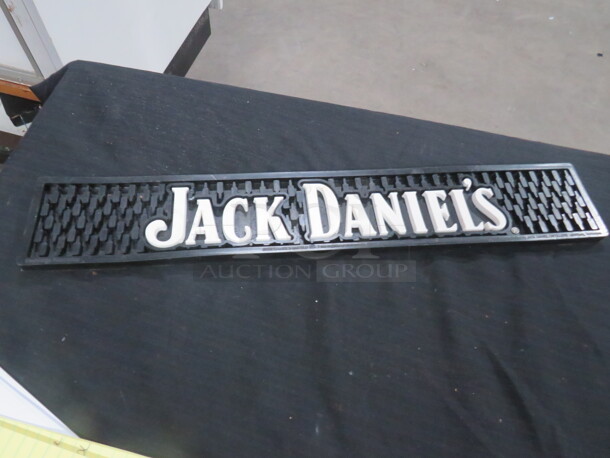 JACK DANIEL'S
AUCTION GROUP